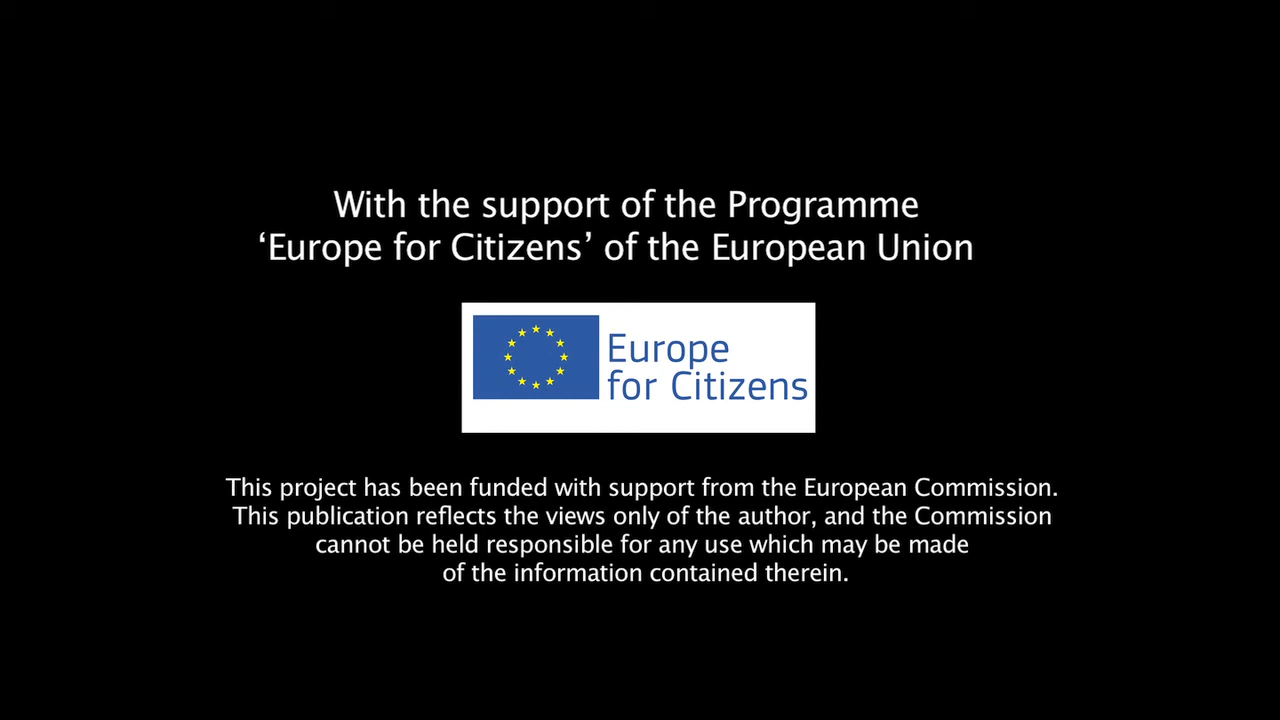 With the support of the Programme
‘Europe for Citizens’ of the European Union
Europe
for Citizens
This project has been funded with support from the European Commission.
This publication reflects the views only of the author, and the Commission
cannot be held responsible for any use which may be made
of the information contained therein.